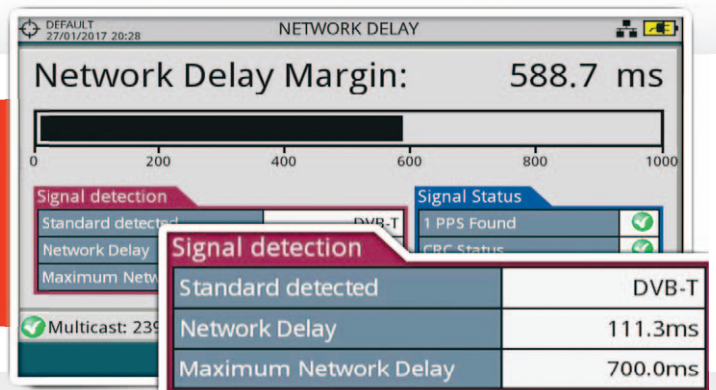 DEFAULT
27/01/2017 20:28
NETWORK DELAY
Network Delay Margin: 588.7 ms
0 200 400 600 800 1000
Signal detection
Standard detected DVB-T
Network Delay
Maximum
Signal Status
1 PPS Found
CRC Status
Multicast:
Signal detection
Standard detected DVB-T
Network Delay 111.3ms
Maximum Network Delay 700.0ms